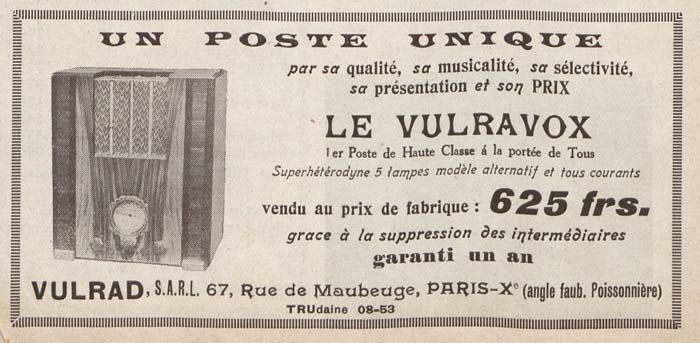 UN POSTE UNIQUE
par sa qualité, sa musicalité, sa sélectivité,
sa présentation et son PRIX
LE VULRAVOX
1er Poste de Haute Classe á la portée de Tous
Superhétérodyne 5 lampes modèle alternatif et tous courants
vendu au prix de fabrique : 625 frs.
grace à la suppression des intermédiaires
garanti un an
VULRAD, S.A.R.L. 67, Rue de Maubeuge, PARIS-Xe (angle faub. Poissonnière)
TRUdaine 08-53